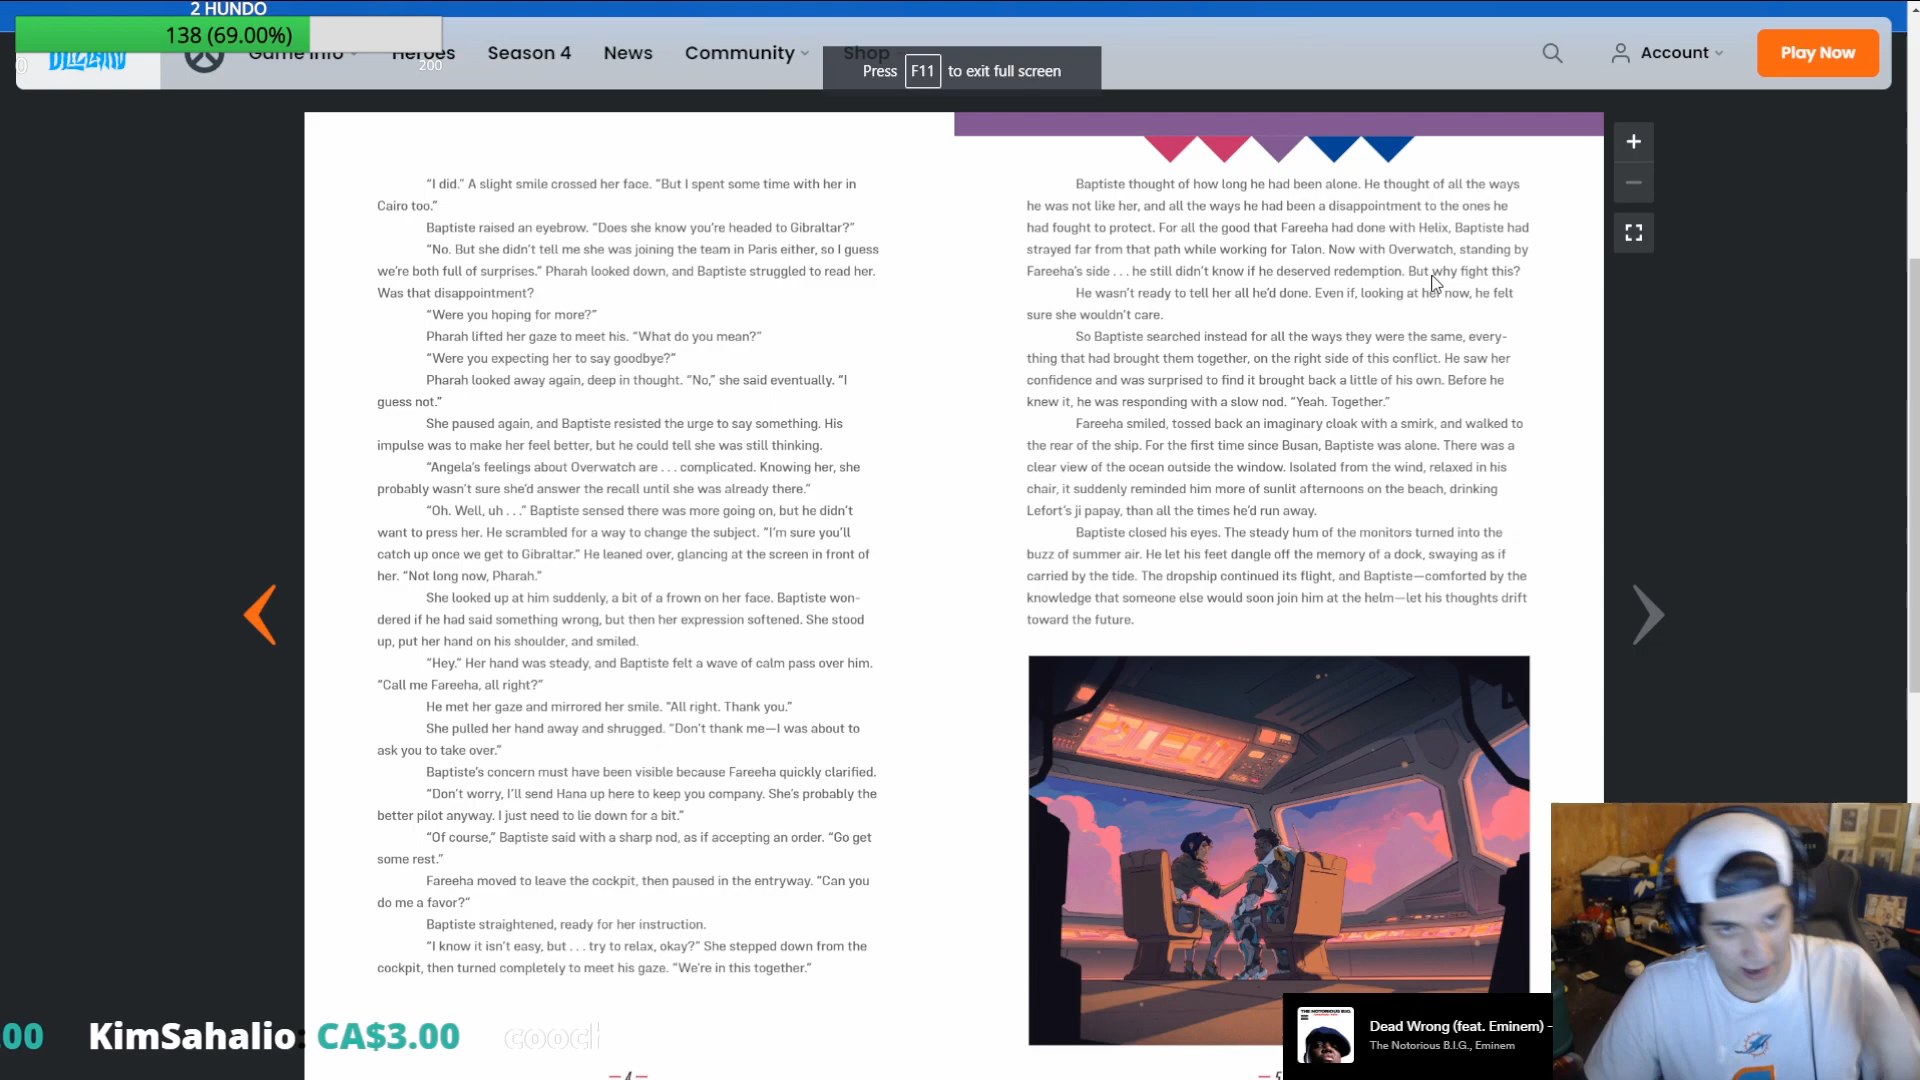 2 HUNDO
138 (69.00%)
0
200
BLIZZARD
Game Info
Heroes
Season 4
News
Community
Shop
Account
Play Now
Press F11 to exit full screen
“I did.” A slight smile crossed her face. “But I spent some time with her in
Cairo too.”
Baptiste raised an eyebrow. “Does she know you’re headed to Gibraltar?”
“No. But she didn’t tell me she was joining the team in Paris either, so I guess
we’re both full of surprises.” Pharah looked down, and Baptiste struggled to read her.
Was that disappointment?
“Were you hoping for more?”
Pharah lifted her gaze to meet his. “What do you mean?”
“Were you expecting her to say goodbye?”
Pharah looked away again, deep in thought. “No,” she said eventually. “I
guess not.”
She paused again, and Baptiste resisted the urge to say something. His
impulse was to make her feel better, but he could tell she was still thinking.
“Angela’s feelings about Overwatch are . . . complicated. Knowing her, she
probably wasn’t sure she’d answer the recall until she was already there.”
“Oh. Well, uh . . .” Baptiste sensed there was more going on, but he didn’t
want to press her. He scrambled for a way to change the subject. “I’m sure you’ll
catch up once we get to Gibraltar.” He leaned over, glancing at the screen in front of
her. “Not long now, Pharah.”
She looked up at him suddenly, a bit of a frown on her face. Baptiste won-
dered if he had said something wrong, but then her expression softened. She stood
up, put her hand on his shoulder, and smiled.
“Hey.” Her hand was steady, and Baptiste felt a wave of calm pass over him.
“Call me Fareeha, all right?”
He met her gaze and mirrored her smile. “All right. Thank you.”
She pulled her hand away and shrugged. “Don’t thank me—I was about to
ask you to take over.”
Baptiste’s concern must have been visible because Fareeha quickly clarified.
“Don’t worry, I’ll send Hana up here to keep you company. She’s probably the
better pilot anyway. I just need to lie down for a bit.”
“Of course,” Baptiste said with a sharp nod, as if accepting an order. “Go get
some rest.”
Fareeha moved to leave the cockpit, then paused in the entryway. “Can you
do me a favor?”
Baptiste straightened, ready for her instruction.
“I know it isn’t easy, but . . . try to relax, okay?” She stepped down from the
cockpit, then turned completely to meet his gaze. “We’re in this together.”
4
Baptiste thought of how long he had been alone. He thought of all the ways
he was not like her, and all the ways he had been a disappointment to the ones he
had fought to protect. For all the good that Fareeha had done with Helix, Baptiste had
strayed far from that path while working for Talon. Now with Overwatch, standing by
Fareeha’s side . . . he still didn’t know if he deserved redemption. But why fight this?
He wasn’t ready to tell her all he’d done. Even if, looking at her now, he felt
sure she wouldn’t care.
So Baptiste searched instead for all the ways they were the same, every-
thing that had brought them together, on the right side of this conflict. He saw her
confidence and was surprised to find it brought back a little of his own. Before he
knew it, he was responding with a slow nod. “Yeah. Together.”
Fareeha smiled, tossed back an imaginary cloak with a smirk, and walked to
the rear of the ship. For the first time since Busan, Baptiste was alone. There was a
clear view of the ocean outside the window. Isolated from the wind, relaxed in his
chair, it suddenly reminded him more of sunlit afternoons on the beach, drinking
Lefort’s ji papay, than all the times he’d run away.
Baptiste closed his eyes. The steady hum of the monitors turned into the
buzz of summer air. He let his feet dangle off the memory of a dock, swaying as if
carried by the tide. The dropship continued its flight, and Baptiste—comforted by the
knowledge that someone else would soon join him at the helm—let his thoughts drift
toward the future.
5
.00 KimSahalio: CA$3.00 cooch
Dead Wrong (feat. Eminem) -
The Notorious B.I.G., Eminem